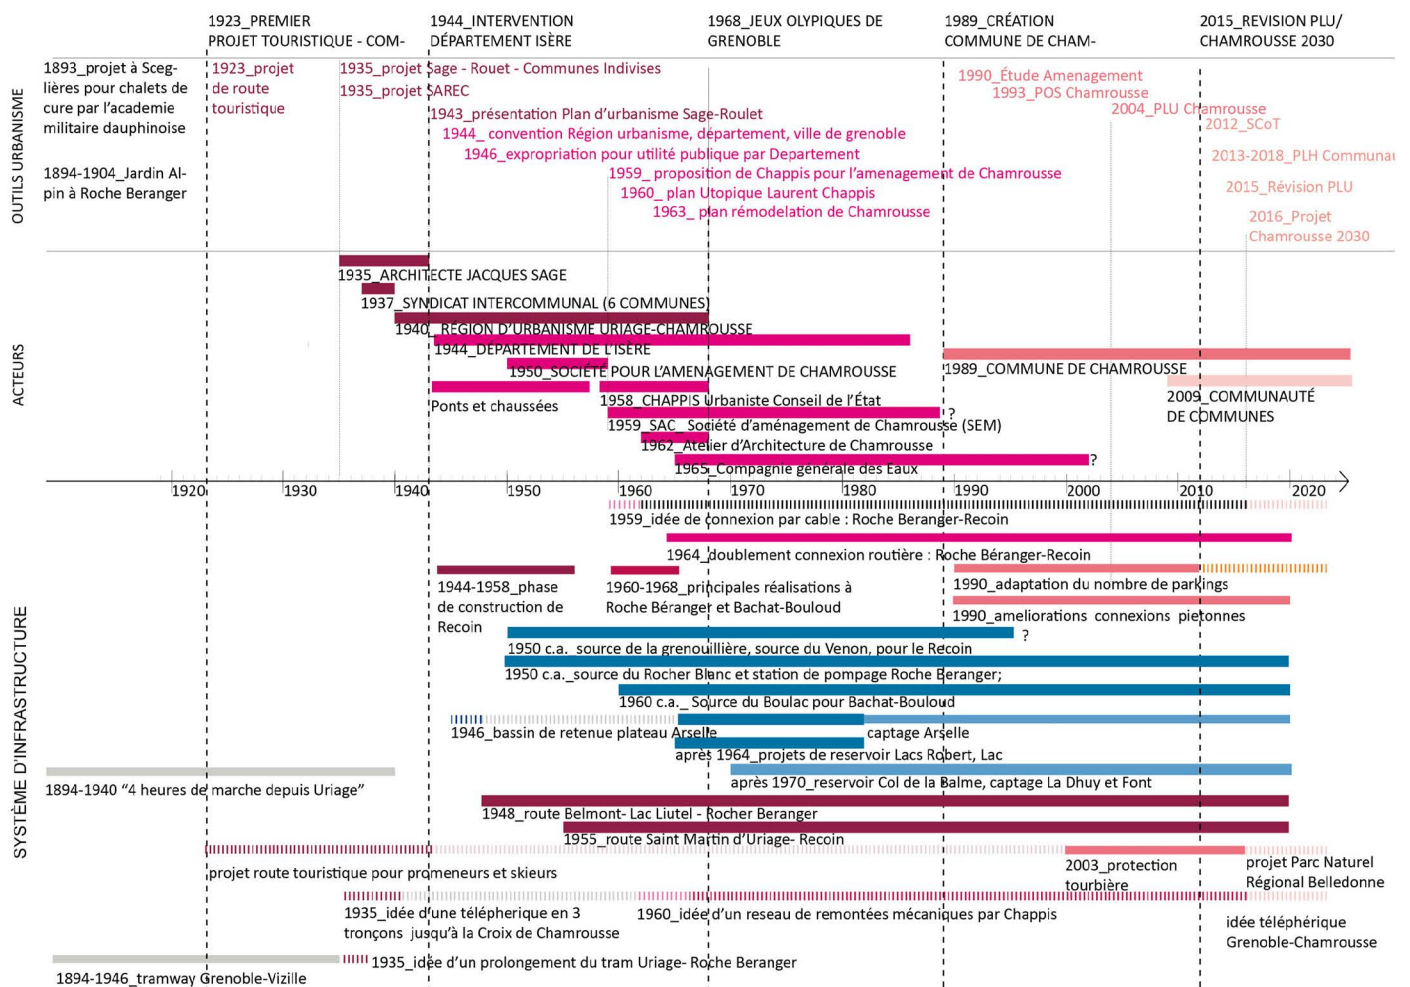 1923_PREMIER
PROJET TOURISTIQUE - COM-
1944_INTERVENTION
DÉPARTEMENT ISÈRE
1968_JEUX OLYPIQUES DE
GRENOBLE
1989_CRÉATION
COMMUNE DE CHAM-
2015_REVISION PLU/
CHAMROUSSE 2030
OUTILS URBANISME
1893_projet à Sceg-
lières pour chalets de
cure par l'academie
militaire dauphinoise
1894-1904_Jardin Al-
pin à Roche Beranger
1923_projet
de route
touristique
1935_projet Sage - Rouet - Communes Indivises
1935_projet SAREC
1943_présentation Plan d'urbanisme Sage-Roulet
1944_ convention Région urbanisme, département, ville de grenoble
1946_expropriation pour utilité publique par Departement
1959_ proposition de Chappis pour l'amenagement de Chamrousse
1960_ plan Utopique Laurent Chappis
1963_ plan rémodelation de Chamrousse
1990_Étude Amenagement
1993_POS Chamrousse
2004_PLU Chamrousse
2012_SCoT
2013-2018_PLH Communau
2015_Révision PLU
2016_Projet
Chamrousse 2030
ACTEURS
1935_ARCHITECTE JACQUES SAGE
1937_SYNDICAT INTERCOMMUNAL (6 COMMUNES)
1940_ RÉGION D'URBANISME URIAGE-CHAMROUSSE
1944_DÉPARTEMENT DE L'ISÈRE
1950_SOCIÉTÉ POUR L'AMENAGEMENT DE CHAMROUSSE
1989_COMMUNE DE CHAMROUSSE
2009_COMMUNAUTÉ
DE COMMUNES
Ponts et chaussées
1958_CHAPPIS Urbaniste Conseil de l'État
?
1959_SAC_ Société d'aménagement de Chamrousse (SEM)
1962_Atelier d'Architecture de Chamrousse
?
1965_Compagnie générale des Eaux
1920
1930
1940
1950
1960
1970
1980
1990
2000
2010
2020
SYSTÈME D'INFRASTRUCTURE
1959_idée de connexion par cable : Roche Beranger-Recoin
1964_doublement connexion routière : Roche Béranger-Recoin
1944-1958_phase
de construction de
Recoin
1960-1968_principales réalisations à
Roche Béranger et Bachat-Bouloud
1990_adaptation du nombre de parkings
1990_ameliorations connexions pietonnes
?
1950 c.a. source de la grenouillière, source du Venon, pour le Recoin
1950 c.a._source du Rocher Blanc et station de pompage Roche Beranger;
1960 c.a._ Source du Boulac pour Bachat-Bouloud
1946_bassin de retenue plateau Arselle
captage Arselle
après 1964_projets de reservoir Lacs Robert, Lac
après 1970_reservoir Col de la Balme, captage La Dhuy et Font
1894-1940 "4 heures de marche depuis Uriage"
1948_route Belmont- Lac Liutel - Rocher Beranger
1955_route Saint Martin d'Uriage- Recoin
projet route touristique pour promeneurs et skieurs
2003_protection
tourbière
projet Parc Naturel
Régional Belledonne
1935_idée d'une télépherique en 3
tronçons jusqu'à la Croix de Chamrousse
1960_idée d'un reseau de remontées mécaniques par Chappis
idée téléphérique
Grenoble-Chamrousse
1935_idée d'un prolongement du tram Uriage- Roche Beranger
1894-1946_tramway Grenoble-Vizille